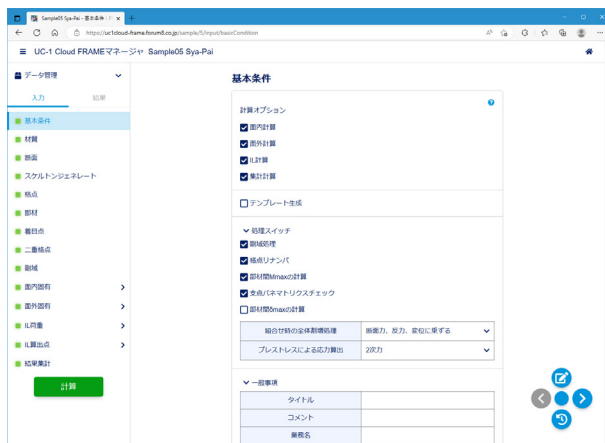 Sample05 Sya-Pai - 基本条件 | F
https://uc1cloud-frame.forum8.co.jp/sample/5/input/basicCondition
UC-1 Cloud FRAMEマネージャ Sample05 Sya-Pai
データ管理
入力 結果
基本条件
材質
断面
スケルトンジェネレート
格点
部材
着目点
二重格点
剛域
面内固有
面外固有
IL荷重
IL算出点
結果集計
計算
基本条件
計算オプション
面内計算
面外計算
IL計算
集計計算
テンプレート生成
処理スイッチ
剛域処理
格点リナンバ
部材間Mmaxの計算
支点バネマトリクスチェック
部材間δmaxの計算
組合せ時の全体割増処理 断面力、反力、変位に乗ずる
プレストレスによる応力算出 2次力
一般事項
タイトル
コメント
業務名